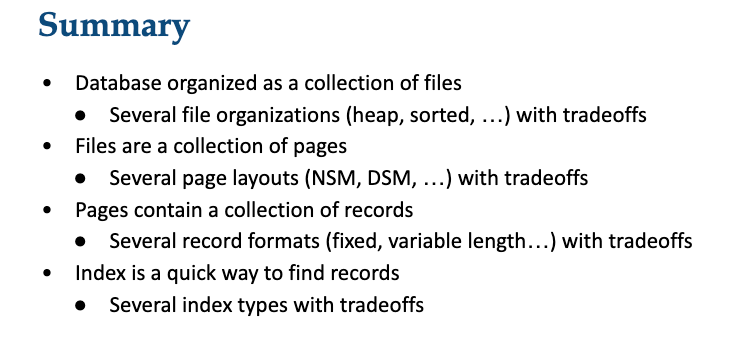 Summary
• Database organized as a collection of files
• Several file organizations (heap, sorted, …) with tradeoffs
• Files are a collection of pages
• Several page layouts (NSM, DSM, …) with tradeoffs
• Pages contain a collection of records
• Several record formats (fixed, variable length…) with tradeoffs
• Index is a quick way to find records
• Several index types with tradeoffs